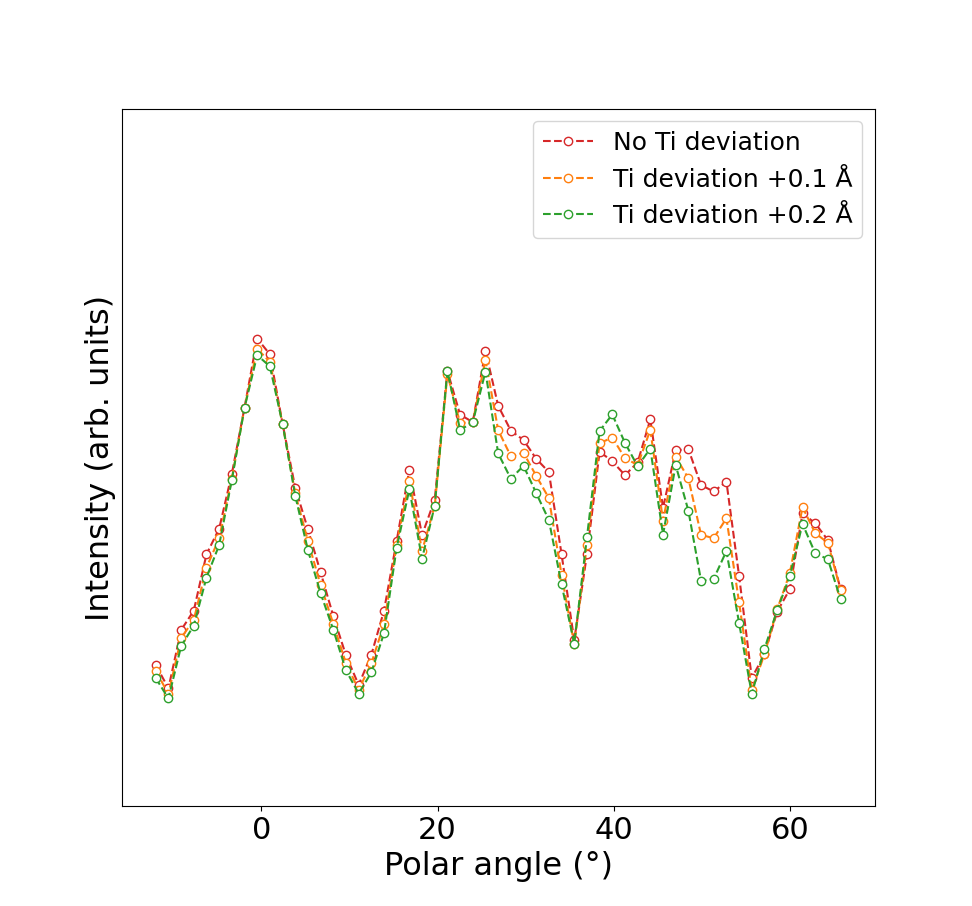 No Ti deviation
Ti deviation +0.1 Å
Ti deviation +0.2 Å
Intensity (arb. units)
0 20 40 60
Polar angle (°)